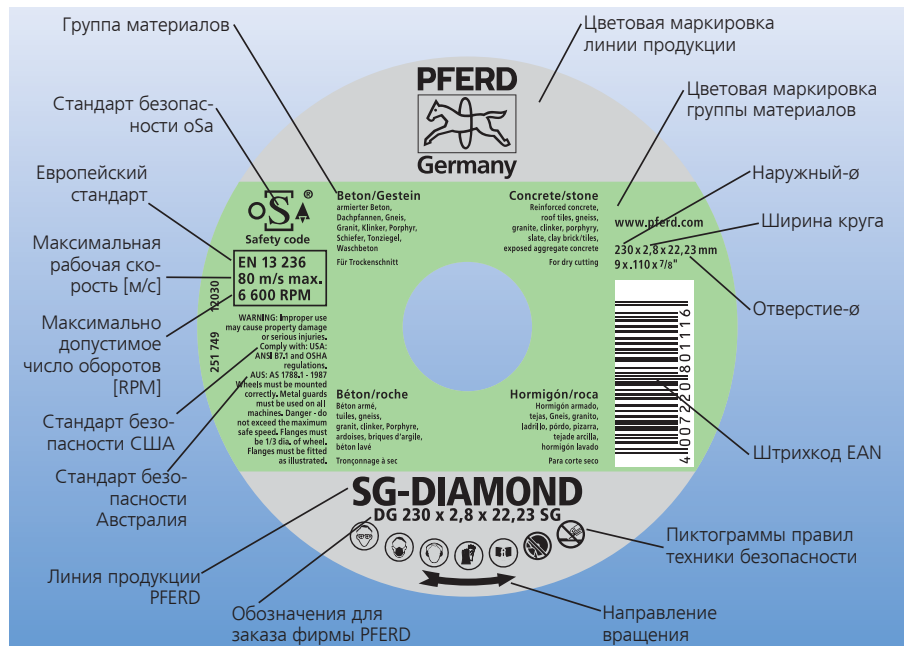 Группа материалов
Стандарт безопас-
ности oSa
Европейский
стандарт
Максимальная
рабочая ско-
рость [м/с]
Максимально
допустимое
число оборотов
[RPM]
Стандарт безо-
пасности США
Стандарт безо-
пасности
Австралия
Линия продукции
PFERD
Обозначения для
заказа фирмы PFERD
Цветовая маркировка
линии продукции
Цветовая маркировка
группы материалов
Наружный-ø
Ширина круга
Отверстие-ø
Штрихкод EAN
Пиктограммы правил
техники безопасности
Направление
вращения
PFERD
Germany
oSa ®
Safety code
EN 13 236
80 m/s max.
6 600 RPM
12030
251 749
WARNING: Improper use
may cause property damage
or serious injuries.
Comply with: USA:
ANSI B7.1 and OSHA
regulations.
AUS: AS 1788.1 - 1987
Wheels must be mounted
correctly. Metal guards
must be used on all
machines. Danger - do
not exceed the maximum
safe speed. Flanges must
be 1/3 dia. of wheel.
Flanges must be fitted
as illustrated.
Beton/Gestein
armierter Beton,
Dachpfannen, Gneis,
Granit, Klinker, Porphyr,
Schiefer, Tonziegel,
Waschbeton
Für Trockenschnitt
Concrete/stone
Reinforced concrete,
roof tiles, gneiss,
granite, clinker, porphyry,
slate, clay brick/tiles,
exposed aggregate concrete
For dry cutting
www.pferd.com
230 x 2,8 x 22,23 mm
9 x .110 x 7/8"
4 007220 801116
Béton/roche
Béton armé,
tuiles, gneiss,
granit, clinker, Porphyre,
ardoises, briques d'argile,
béton lavé
Tronçonnage à sec
Hormigón/roca
Hormigón armado,
tejas, Gneis, granito,
ladrillo, pórdo, pizarra,
tejade arcilla,
hormigón lavado
Para corte seco
SG-DIAMOND
DG 230 x 2,8 x 22,23 SG